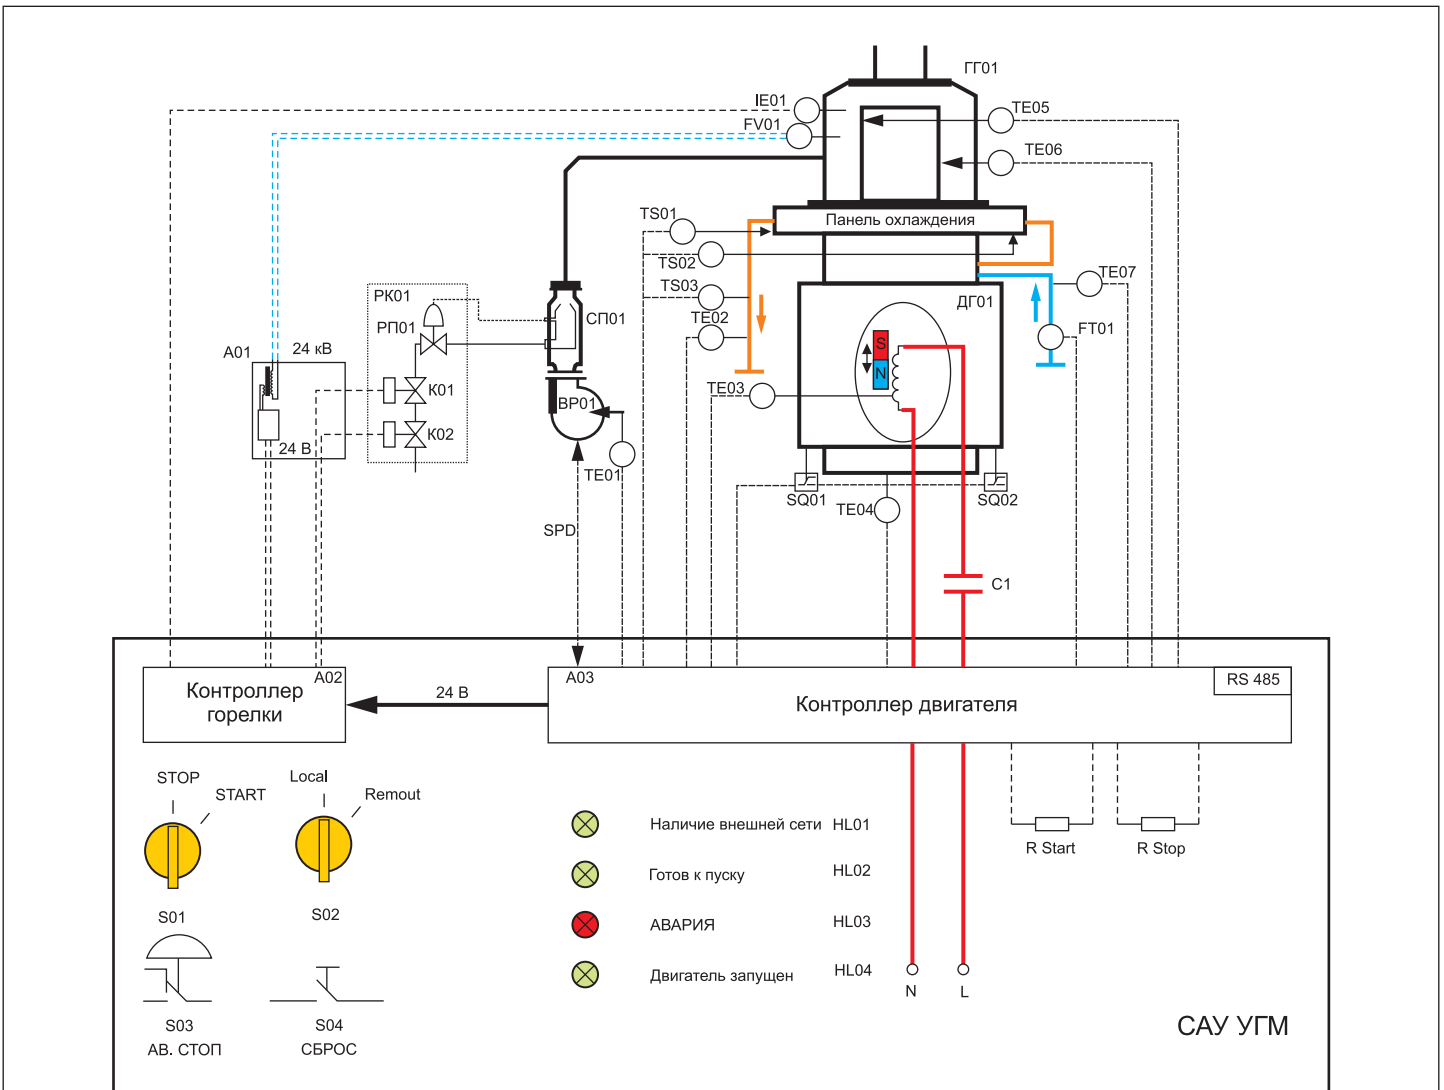 ГГ01
IE01
TE05
FV01
TE06
TS01
Панель охлаждения
TS02
TE07
TS03
РК01
ДГ01
СП01
TE02
РП01
FT01
A01
24 кВ
S
N
K01
TE03
ВР01
K02
24 В
TE01
SQ01
SQ02
TE04
SPD
C1
A02
A03
RS 485
Контроллер
горелки
24 В
Контроллер двигателя
STOP
START
Local
Remout
Наличие внешней сети HL01
R Start
R Stop
Готов к пуску HL02
S01
S02
АВАРИЯ HL03
Двигатель запущен HL04
N
L
S03
АВ. СТОП
S04
СБРОС
САУ УГМ